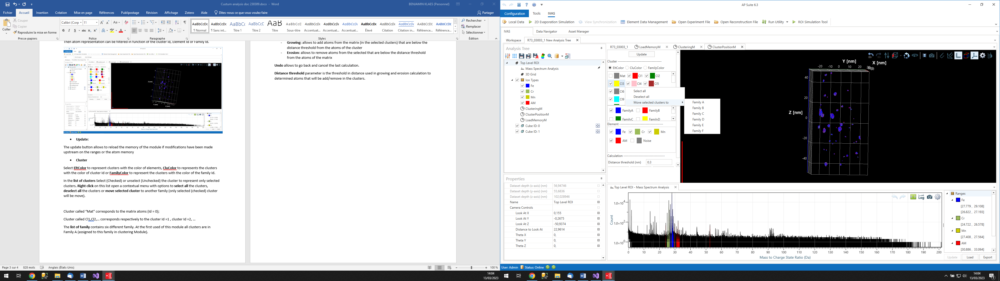 Custum analysis doc 230309.docx - Word
BENJAMIN KLAES (Personnel)
Fichier Accueil Insertion Création Mise en page Références Publipostage Révision Affichage Zotero Aide Dites-nous ce que vous voulez faire Partager
Coller
Couper
Copier
Reproduire la mise en forme
Presse-papiers
Calibri (Corp 11
G I S abc
Police
Paragraphe
AaBbCcDc AaBbCcDc AaBbCc AaBbCcD AaB AaBbCcD AaBbCcDc AaBbCcDc AaBbCcDc AaBbCcDc AaBbCcDc AaBbCcDc AABBCCDC AABBCCDC
¶ Normal ¶ Sans int... Titre 1 Titre 2 Titre Sous-titre Accentuat... Accentuat... Accentuat... Élevé Citation Citation in... Référence... Référence...
Styles
Rechercher
Remplacer
Sélectionner
Édition
Then atom representation can be filtered in function of the cluster Id, Element Id or Family Id.
• Update:
The update button allows to reload the memory of the module if modifications have been made
upstream on the ranges or the atom memory
• Cluster
Select EltColor to represent clusters with the color of elements, CluColor to represents the clusters
with the color of cluster Id or FamilyColor to represent the clusters with the color of the family Id.
In the list of clusters Select (Checked) or unselect (Unchecked) the cluster to represent only selected
clusters. Right click on this list open a contextual menu with options to select all the clusters,
deselect all the clusters or move selected cluster to another family (only selected (checked) cluster
will be move).
Cluster called “Mat” corresponds to the matrix atoms (Id = 0);
Cluster called Cl1,Cl2,... corresponds respectively to the cluster Id =1 , cluster Id =2, ...
The list of family contains six different family. At the first used of this module all clusters are in
Family A (assigned to this family in clustering Module).
- Growing: allows to add atoms from the matrix (in the selected clusters) that are below the
distance threshold from the atoms of the cluster
- Erosion: allows to remove atoms from the selected that are below the distance threshold
from the atoms of the matrix
Undo allows to go back and cancel the last calculation.
Distance threshold parameter is the threshold in distance used in growing and erosion calculation to
determined atoms that will be add/remove in the clusters.
Page 3 sur 4 828 mots Anglais (États-Unis) 100 %
14:04
13/03/2023
AP Suite 6.3
Configuration Tools IVAS
Local Data 2D Evaporation Simulation View Synchronization Element Data Management Open Experiment File Open Reconstruction File Run Utility ROI Simulation Tool
IVAS Data Navigator Asset Manager
Workspace R73_03003_1 New Analysis Tree
Analysis Tree
Top Level ROI
Mass Spectrum Analysis
3D Grid
Ion Types
Fe
Cr
Mn
AM
ClusteringM
ClusterPositionM
LoadMemoryM
Cube ID: 0
Cube ID: 1
Properties
Dataset depth (x-axis) (nm) 56,94746
Dataset depth (y-axis) (nm) 55,6836
Dataset depth (z-axis) (nm) 102,028946
Name Top Level ROI
Camera Controls
Look At X 0,155
Look At Y -0,2675
Look At Z -50,9374
Distance to Look At 22,9614
Theta X 0,
Theta Y 0,
Theta Z 0,
R73_03003_1 LoadMemoryM ClusteringM ClusterPositionM
Update
Cluster
EltColor CluColor FamilyColor
Mat Cl1 Cl2
Cl3 Cl4 Cl5
Cl6
Cl9
Select all
Deselect all
Move selected clusters to
Family A
Family B
Family C
Family D
Family E
Family F
FamilyA FamilyB
FamilyC FamilyD
Element
Fe Cr Mn
AM Noise
Calculation
Distance threshold (nm) 0.3
Y [nm] X [nm]
-20 -10 0 10 20
Z [nm]
40
20
0
-20
-40
Top Level ROI - Mass Spectrum Analysis
Log
Count
1.0×10⁴
1.0×10²
1.0×10⁰
0 10 20 30 40 50 60 70 80 90 100 110 120 130 140 150 160 170 180 190 200
Mass to Charge State Ratio (Da)
Ranges
Fe
[27.779 , 29.108]
[26.822 , 27.193]
Cr
[24.722 , 26.578]
Mn
[27.408 , 27.564]
AM
[30.886 , 33.064]
Update Load Export
User: Admin Status: Online
14:04
13/03/2023